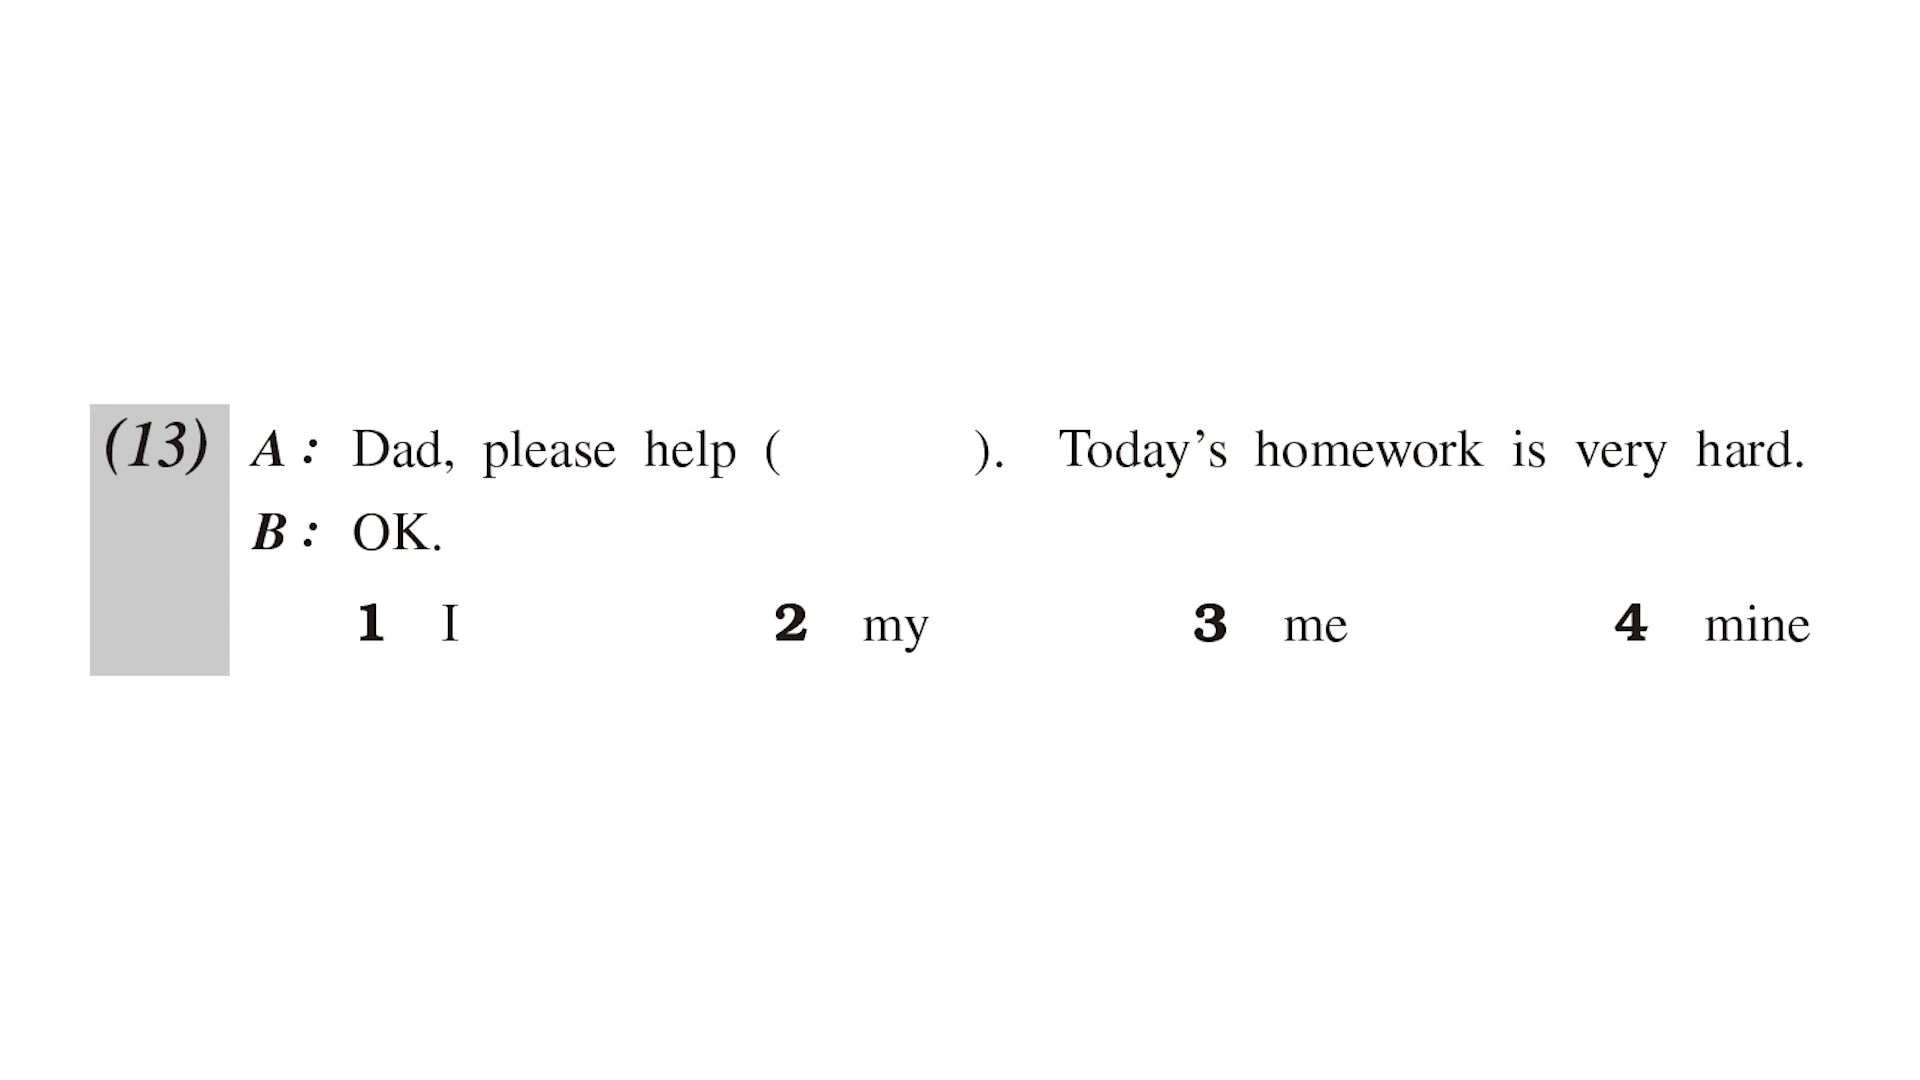 (13) A : Dad, please help (          ). Today's homework is very hard.
B : OK.
1 I 2 my 3 me 4 mine